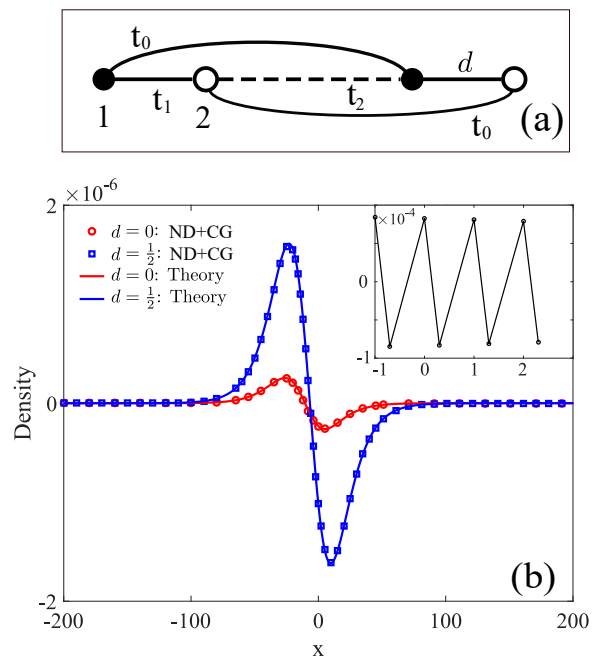 t₀
d
t₁
t₂
1
2
t₀
(a)
×10⁻⁶
2
0
-2
Density
d = 0: ND+CG
d = 1/2: ND+CG
d = 0: Theory
d = 1/2: Theory
×10⁻⁴
0
-1
-1
0
1
2
(b)
-200
-100
0
100
200
x